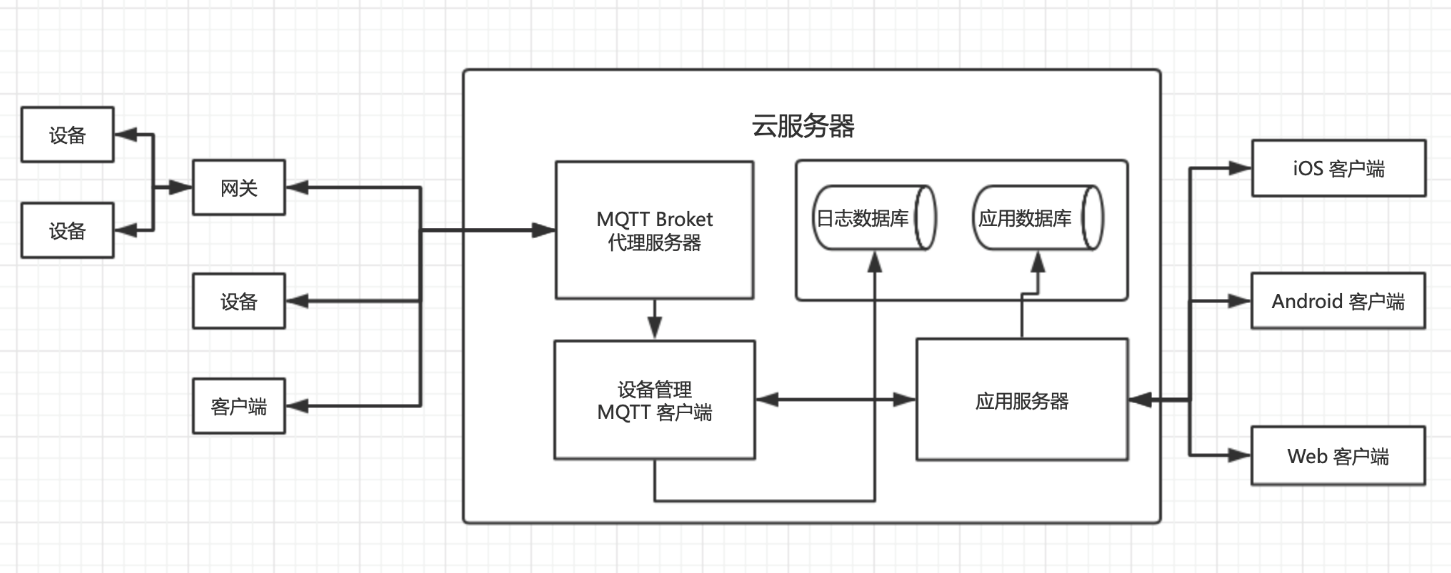 云服务器
设备
设备
网关
设备
客户端
MQTT Broket
代理服务器
日志数据库
应用数据库
设备管理
MQTT 客户端
应用服务器
iOS 客户端
Android 客户端
Web 客户端